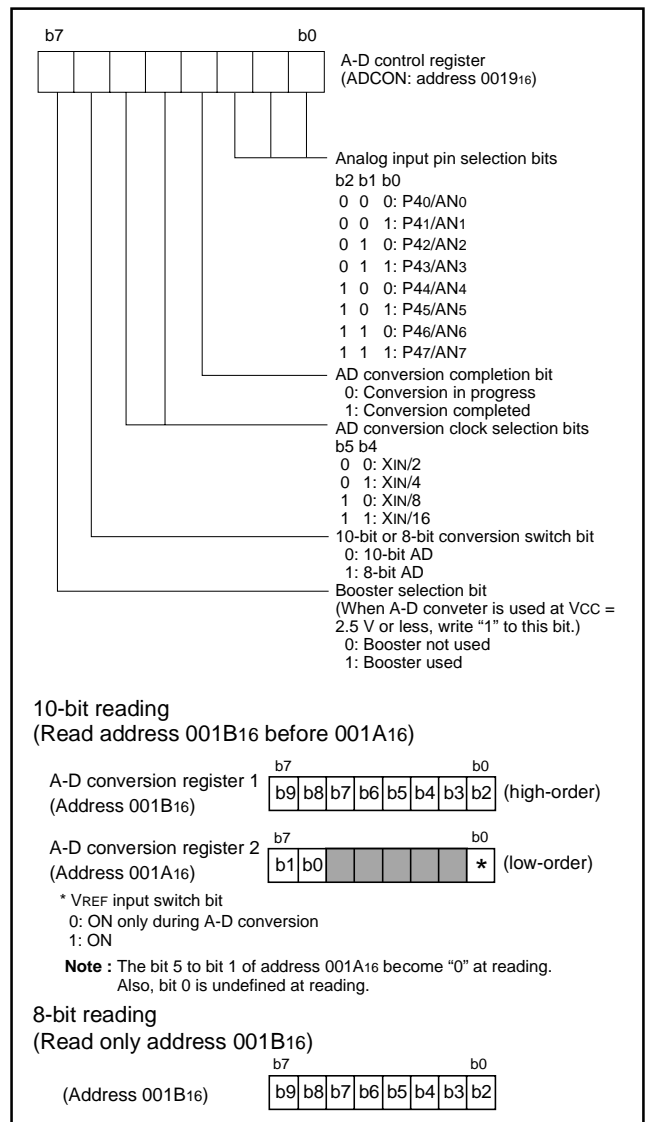 b7 b0
A-D control register
(ADCON: address 001916)
Analog input pin selection bits
b2 b1 b0
0 0 0: P40/AN0
0 0 1: P41/AN1
0 1 0: P42/AN2
0 1 1: P43/AN3
1 0 0: P44/AN4
1 0 1: P45/AN5
1 1 0: P46/AN6
1 1 1: P47/AN7
AD conversion completion bit
0: Conversion in progress
1: Conversion completed
AD conversion clock selection bits
b5 b4
0 0: XIN/2
0 1: XIN/4
1 0: XIN/8
1 1: XIN/16
10-bit or 8-bit conversion switch bit
0: 10-bit AD
1: 8-bit AD
Booster selection bit
(When A-D conveter is used at VCC =
2.5 V or less, write “1” to this bit.)
0: Booster not used
1: Booster used
10-bit reading
(Read address 001B16 before 001A16)
b7 b0
A-D conversion register 1
(Address 001B16)
b9 b8 b7 b6 b5 b4 b3 b2 (high-order)
b7 b0
A-D conversion register 2
(Address 001A16)
b1 b0 * (low-order)
* VREF input switch bit
0: ON only during A-D conversion
1: ON
Note : The bit 5 to bit 1 of address 001A16 become “0” at reading.
Also, bit 0 is undefined at reading.
8-bit reading
(Read only address 001B16)
b7 b0
(Address 001B16) b9 b8 b7 b6 b5 b4 b3 b2